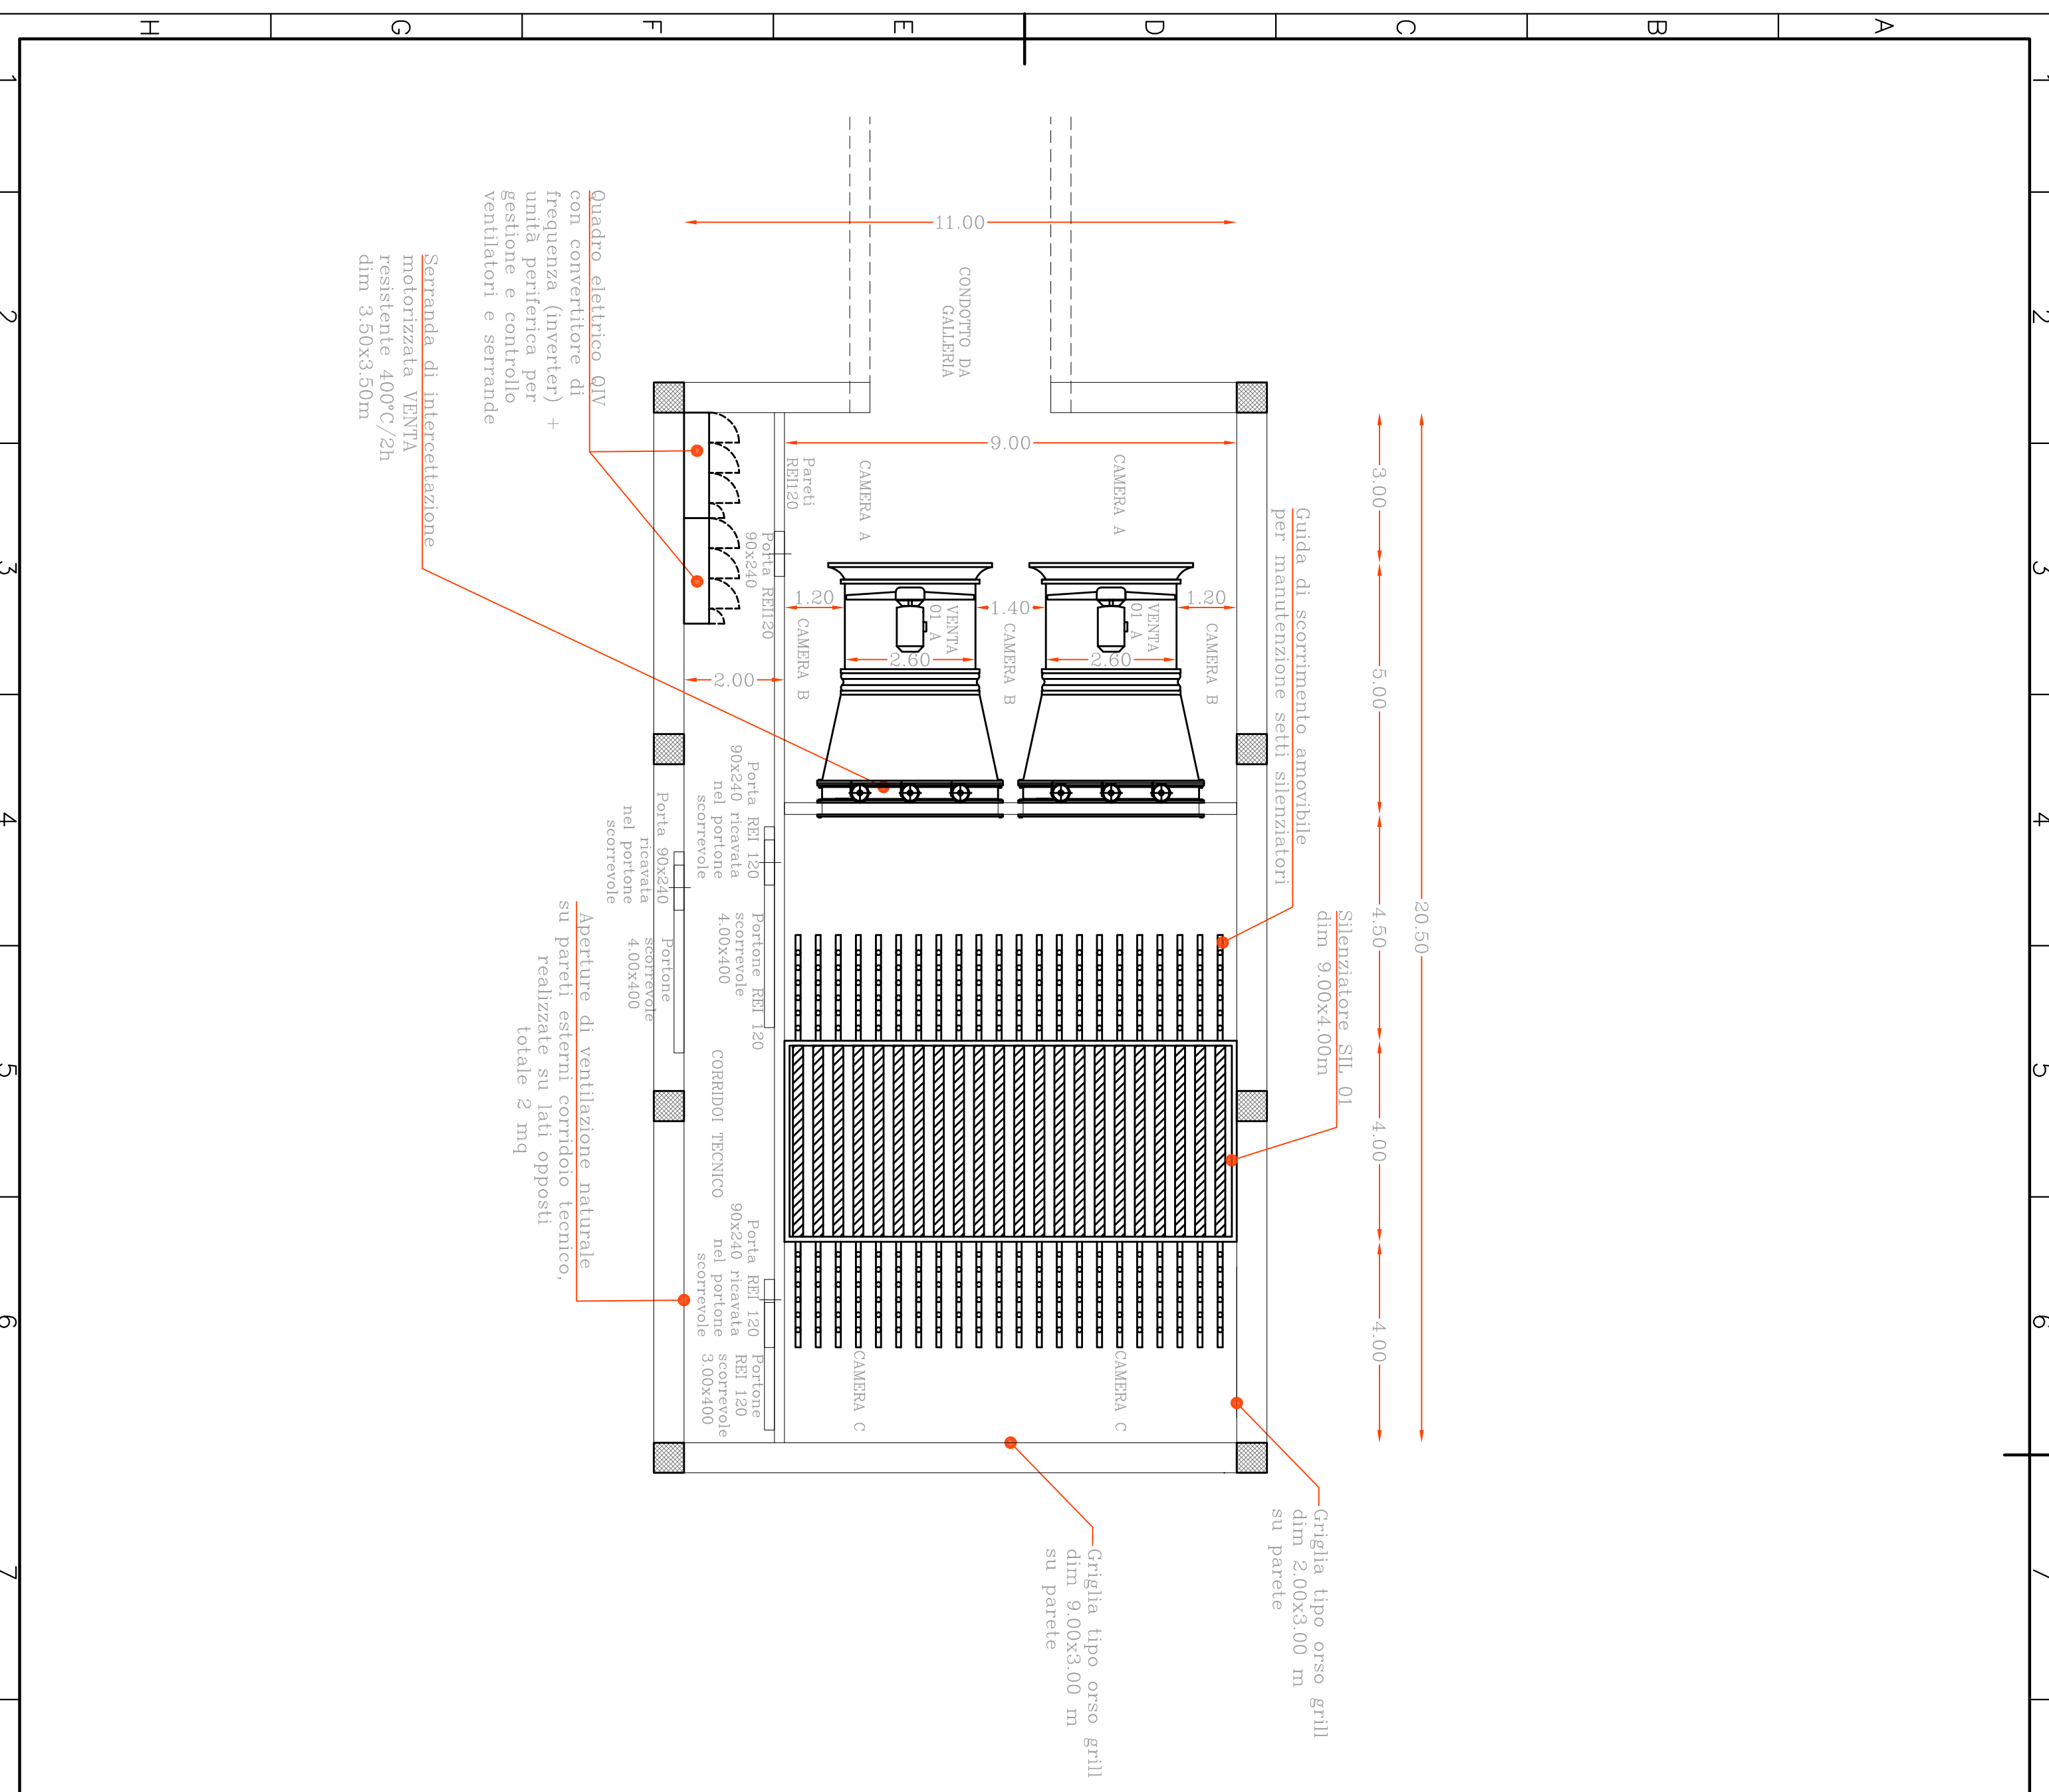 A
B
C
D
E
F
G
H
1
2
3
4
5
6
7
1
2
3
4
5
6
7
20.50
3.00
5.00
4.50
4.00
4.00
11.00
9.00
1.20
1.40
1.20
2.60
2.60
2.00
CONDOTTO DA
GALLERIA
CAMERA A
CAMERA A
CAMERA B
CAMERA B
CAMERA B
CAMERA C
CAMERA C
VENTA
01 A
VENTA
01 A
Guida di scorrimento amovibile
per manutenzione setti silenziatori
Silenziatore SIL 01
dim 9.00x4.00m
Griglia tipo orso grill
dim 2.00x3.00 m
su parete
Griglia tipo orso grill
dim 9.00x3.00 m
su parete
Pareti
REI120
Porta REI120
90x240
Porta REI 120
90x240 ricavata
nel portone
scorrevole
Portone REI 120
scorrevole
4.00x400
Porta 90x240
ricavata
nel portone
scorrevole
Portone
scorrevole
4.00x400
CORRIDOI TECNICO
Porta REI 120
90x240 ricavata
nel portone
scorrevole
Portone
REI 120
scorrevole
3.00x400
Quadro elettrico QIV
con convertitore di
frequenza (inverter) +
unità periferica per
gestione e controllo
ventilatori e serrande
Serranda di intercettazione
motorizzata VENTA
resistente 400°C/2h
dim 3.50x3.50m
Aperture di ventilazione naturale
su pareti esterni corridoio tecnico,
realizzate su lati opposti
totale 2 mq